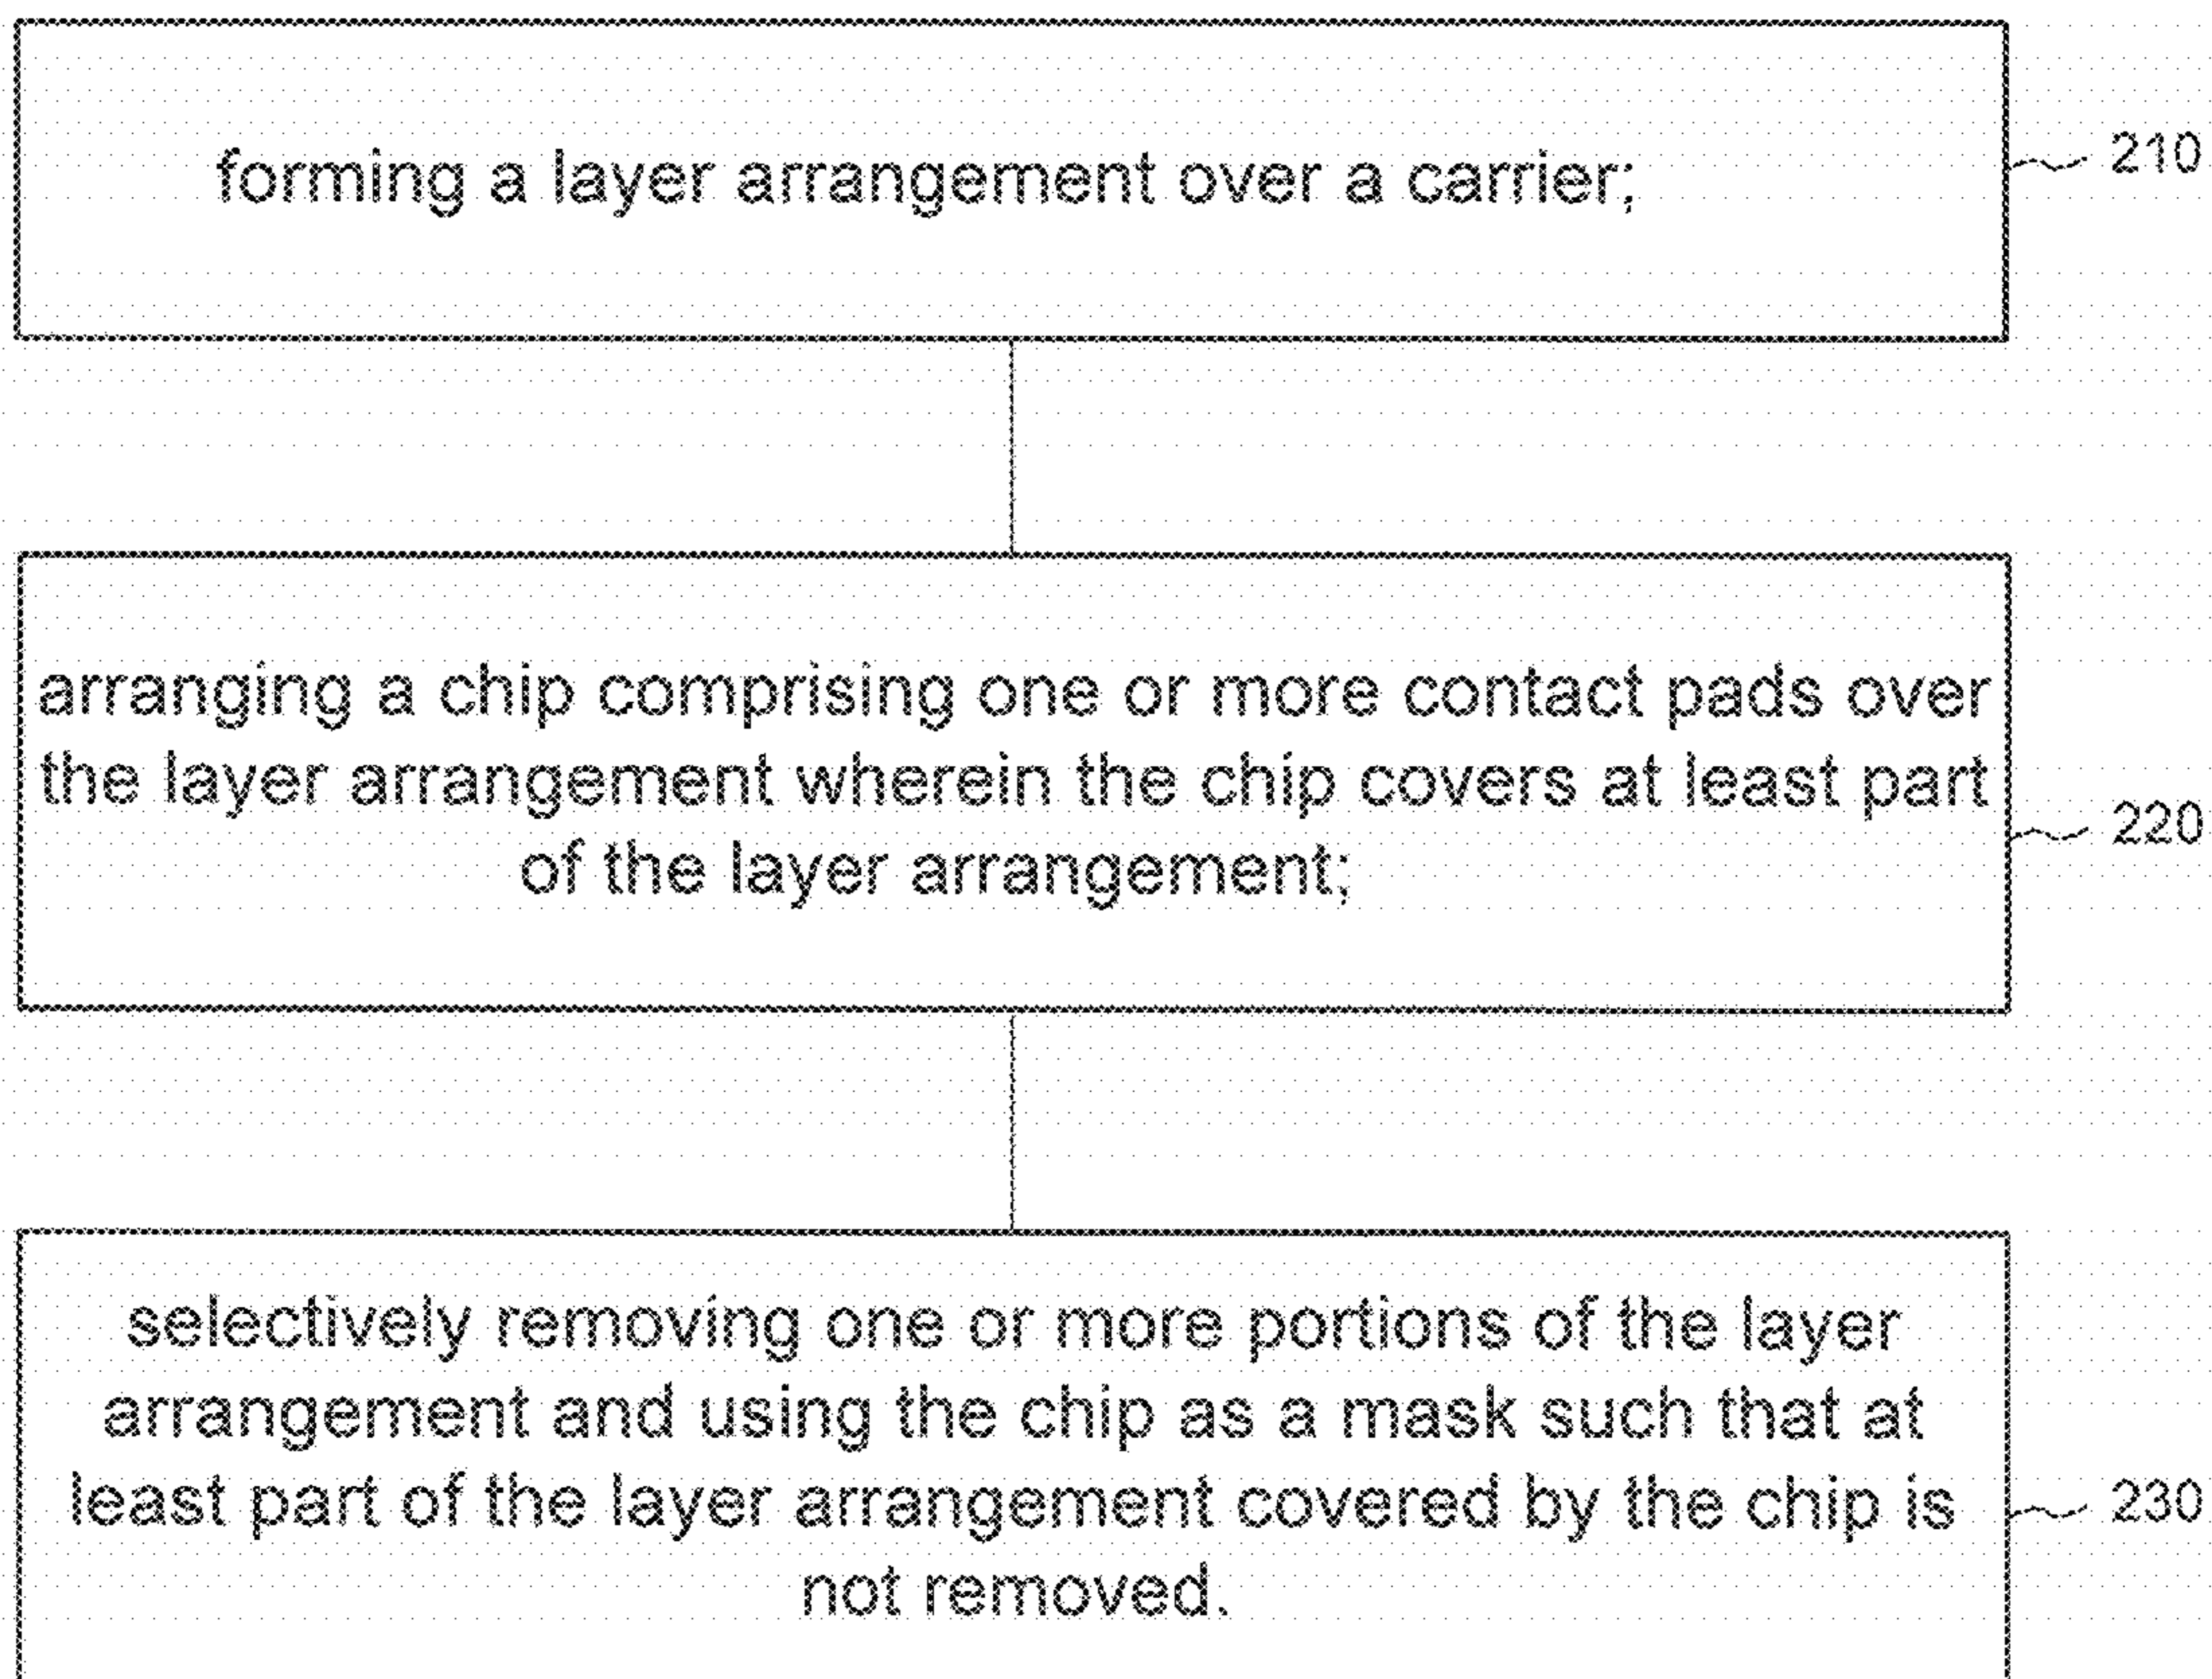 forming a layer arrangement over a carrier;
210
arranging a chip comprising one or more contact pads over
the layer arrangement wherein the chip covers at least part
of the layer arrangement;
220
selectively removing one or more portions of the layer
arrangement and using the chip as a mask such that at
least part of the layer arrangement covered by the chip is
not removed.
230